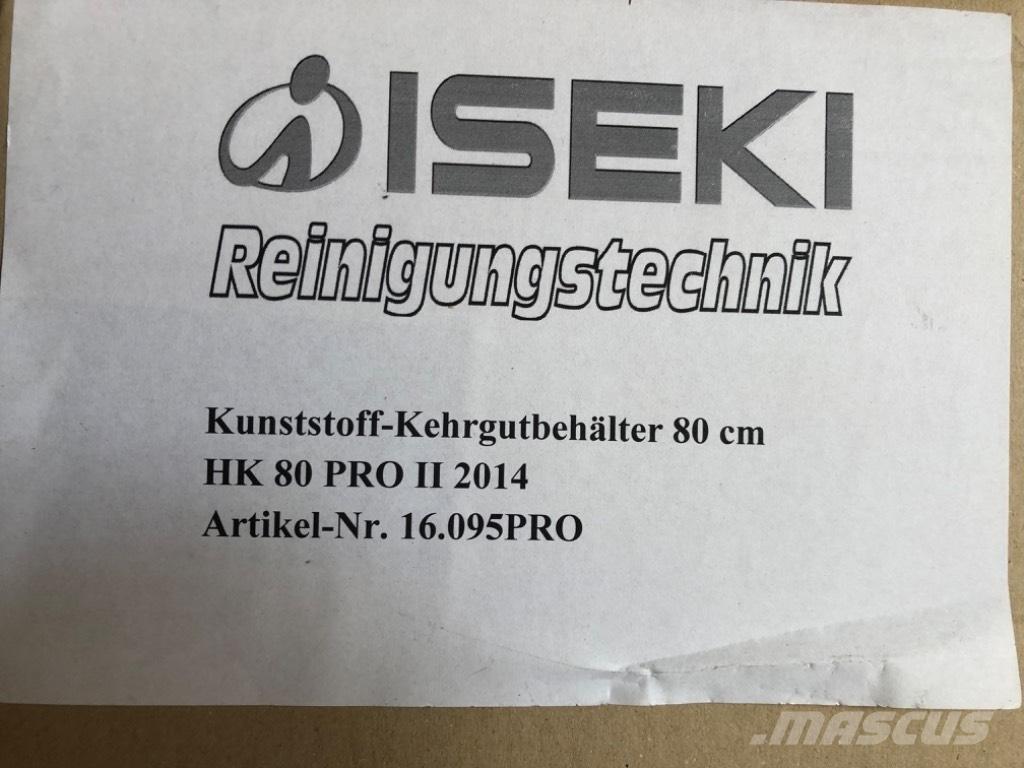 ISEKI
Reinigungstechnik
Kunststoff-Kehrgutbehälter 80 cm
HK 80 PRO II 2014
Artikel-Nr. 16.095PRO
.mascus